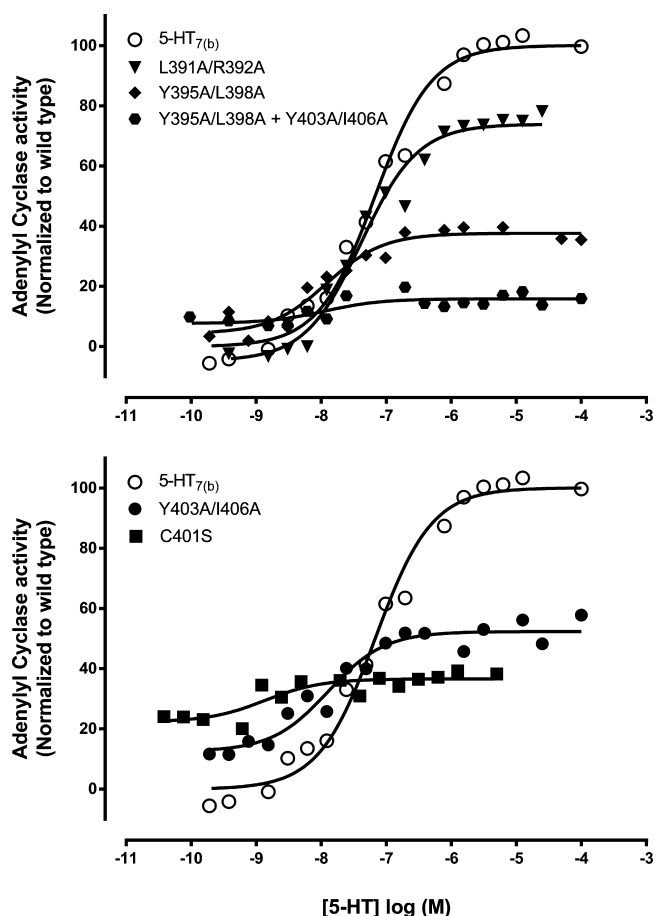 5-HT7(b)
L391A/R392A
Y395A/L398A
Y395A/L398A + Y403A/I406A
Adenylyl Cyclase activity
(Normalized to wild type)
100
80
60
40
20
0
-11 -10 -9 -8 -7 -6 -5 -4 -3
5-HT7(b)
Y403A/I406A
C401S
Adenylyl Cyclase activity
(Normalized to wild type)
100
80
60
40
20
0
-11 -10 -9 -8 -7 -6 -5 -4 -3
[5-HT] log (M)